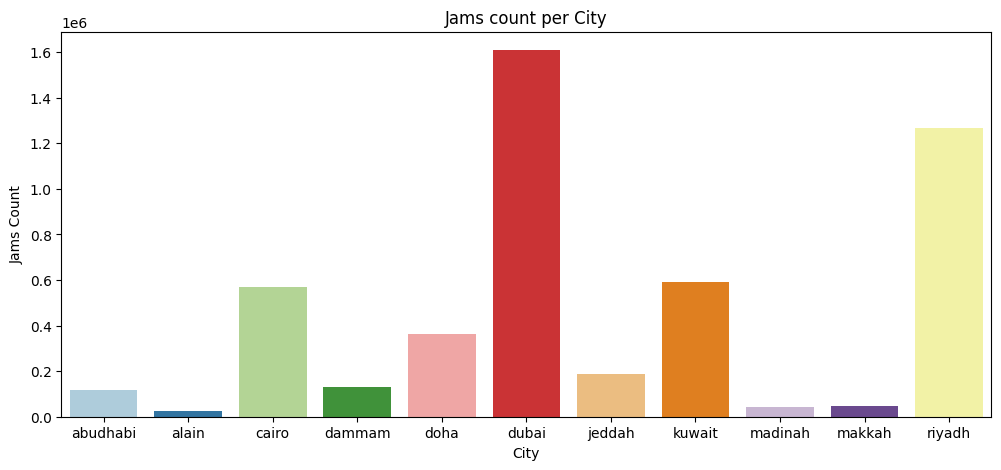 Jams count per City
1e6
Jams Count
1.6
1.4
1.2
1.0
0.8
0.6
0.4
0.2
0.0
abudhabi alain cairo dammam doha dubai jeddah kuwait madinah makkah riyadh
City